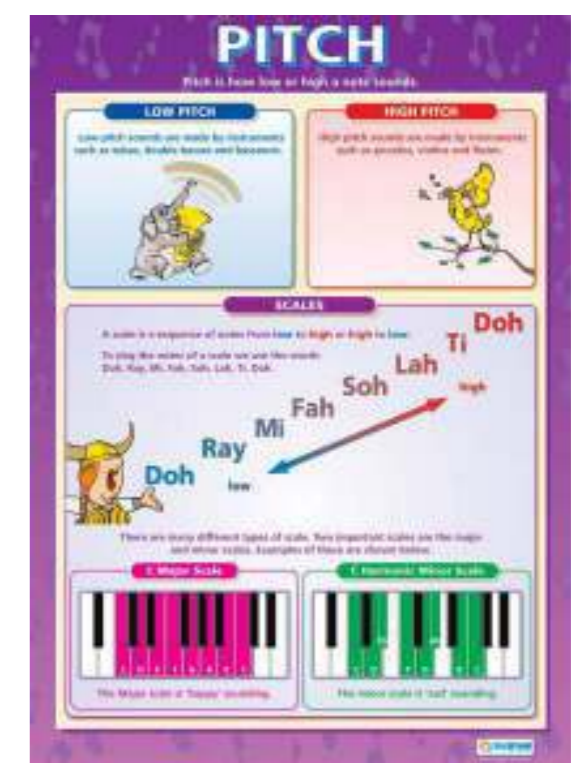 PITCH
Pitch is how low or high a note sounds.
LOW PITCH
Low pitch sounds are made by instruments
such as tubas, double basses and bassoons.
HIGH PITCH
High pitch sounds are made by instruments
such as piccolos, violins and flutes.
SCALES
A scale is a sequence of notes from low to high or high to low.
To sing the notes of a scale we use the words
Doh, Ray, Mi, Fah, Soh, Lah, Ti, Doh.
Doh
Ti
Lah
Soh
Fah
Mi
Ray
Doh
high
low
There are many different types of scale. Two important scales are the major
and minor scales. Examples of these are shown below.
C Major Scale
C Harmonic Minor Scale
The Major scale is 'happy' sounding.
The minor scale is 'sad' sounding.